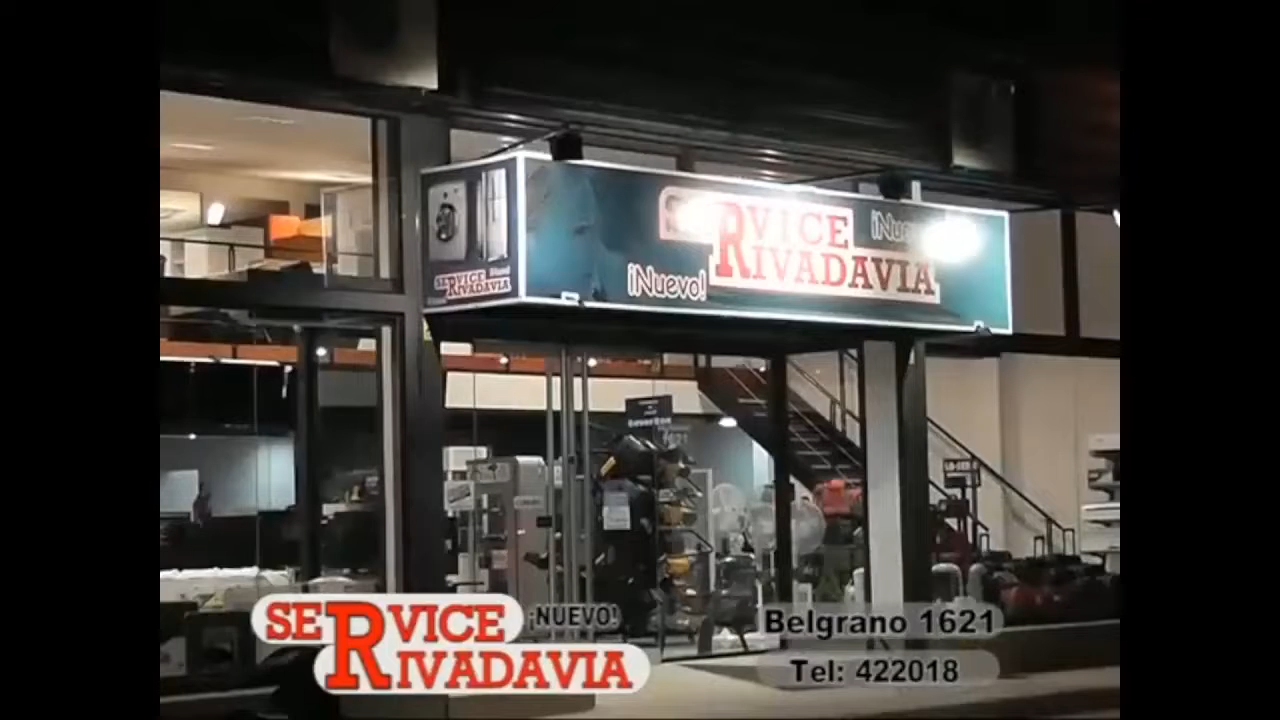 SERVICE
RIVADAVIA
¡Nuevo!
SERVICE
RIVADAVIA
SERVICE
RIVADAVIA
¡NUEVO!
Belgrano 1621
Tel: 422018